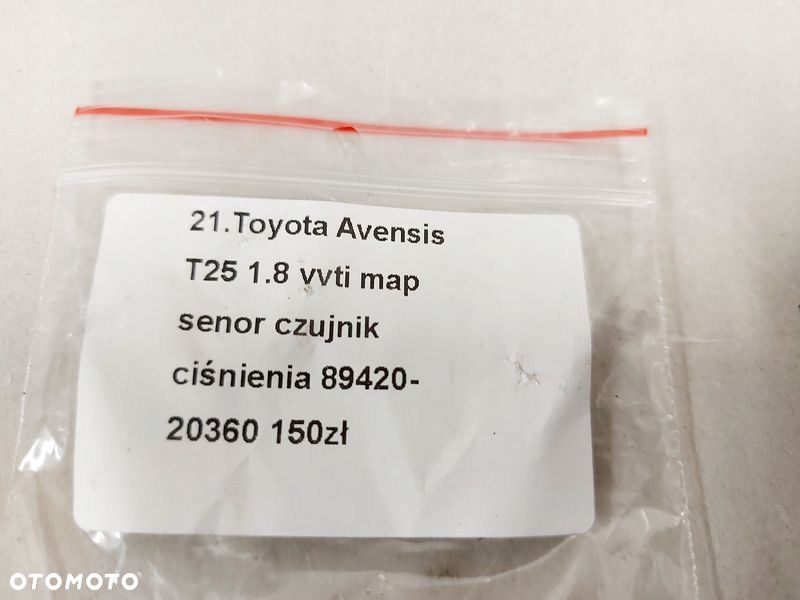 21.Toyota Avensis
T25 1.8 vvti map
senor czujnik
ciśnienia 89420-
20360 150zł
OTOMOTO